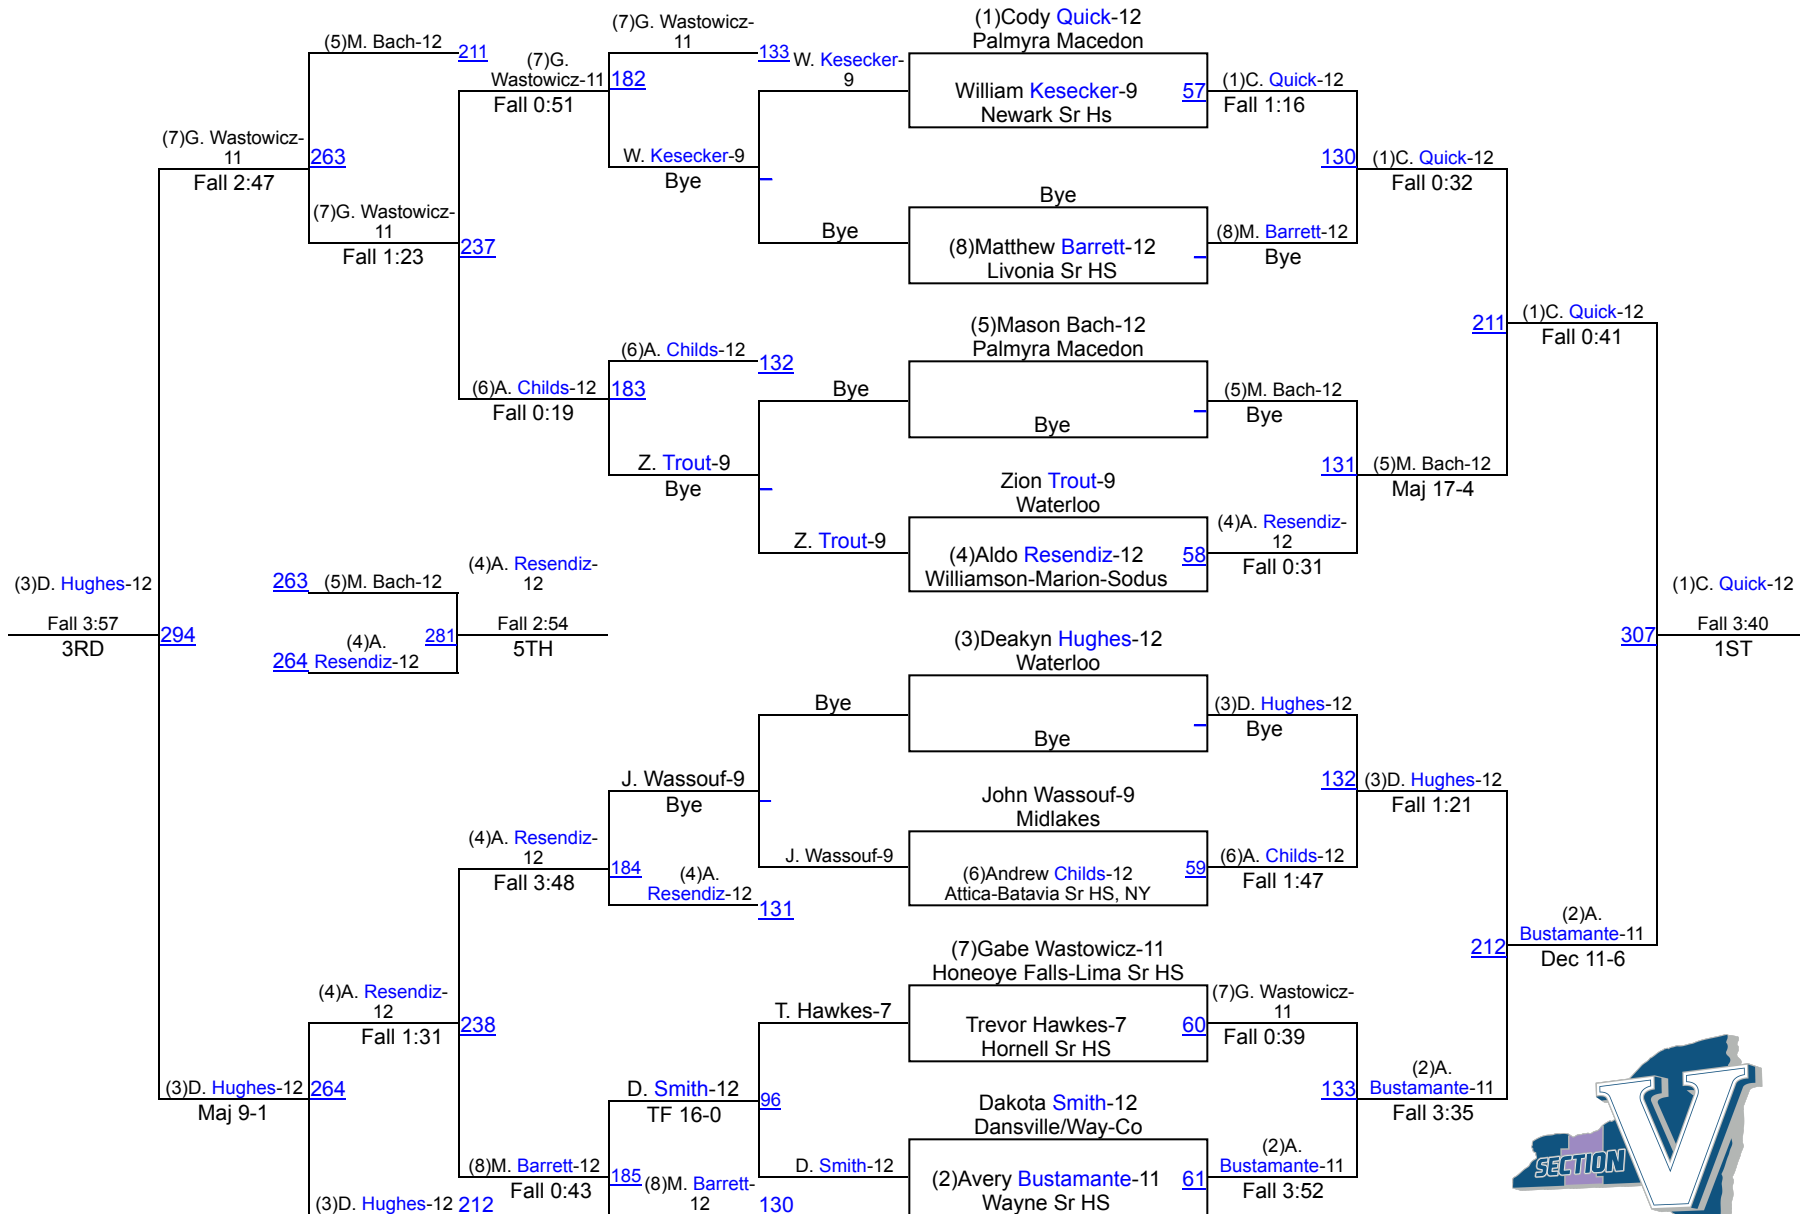 (1)Cody Quick-12
Palmyra Macedon
William Kesecker-9
Newark Sr Hs
57
Bye
(8)Matthew Barrett-12
Livonia Sr HS
(5)Mason Bach-12
Palmyra Macedon
Bye
Zion Trout-9
Waterloo
(4)Aldo Resendiz-12
Williamson-Marion-Sodus
58
(3)Deakyn Hughes-12
Waterloo
Bye
John Wassouf-9
Midlakes
(6)Andrew Childs-12
Attica-Batavia Sr HS, NY
59
(7)Gabe Wastowicz-11
Honeoye Falls-Lima Sr HS
Trevor Hawkes-7
Hornell Sr HS
60
Dakota Smith-12
Dansville/Way-Co
(2)Avery Bustamante-11
Wayne Sr HS
61
(1)C. Quick-12
Fall 1:16
(8)M. Barrett-12
Bye
(5)M. Bach-12
Bye
(4)A. Resendiz-
12
Fall 0:31
(3)D. Hughes-12
Bye
(6)A. Childs-12
Fall 1:47
(7)G. Wastowicz-
11
Fall 0:39
(2)A.
Bustamante-11
Fall 3:52
130
(1)C. Quick-12
Fall 0:32
131
(5)M. Bach-12
Maj 17-4
132
(3)D. Hughes-12
Fall 1:21
133
(2)A.
Bustamante-11
Fall 3:35
211
(1)C. Quick-12
Fall 0:41
212
(2)A.
Bustamante-11
Dec 11-6
307
(1)C. Quick-12
Fall 3:40
1ST
W. Kesecker-
9
Bye
Bye
Z. Trout-9
Bye
J. Wassouf-9
T. Hawkes-7
D. Smith-12
(7)G. Wastowicz-
11
133
W. Kesecker-9
Bye
(6)A. Childs-12
132
Z. Trout-9
Bye
J. Wassouf-9
Bye
(4)A.
Resendiz-12
131
D. Smith-12
TF 16-0
96
(8)M. Barrett-
12
130
(7)G.
Wastowicz-11
Fall 0:51
182
(6)A. Childs-12
Fall 0:19
183
(4)A. Resendiz-
12
Fall 3:48
184
(8)M. Barrett-12
Fall 0:43
185
(5)M. Bach-12
211
(7)G. Wastowicz-
11
Fall 1:23
237
(4)A. Resendiz-
12
Fall 1:31
238
(3)D. Hughes-12
212
(7)G. Wastowicz-
11
Fall 2:47
263
(3)D. Hughes-12
Maj 9-1
264
(3)D. Hughes-12
Fall 3:57
3RD
294
263
(5)M. Bach-12
264
(4)A.
Resendiz-12
281
(4)A. Resendiz-
12
Fall 2:54
5TH
SECTION V